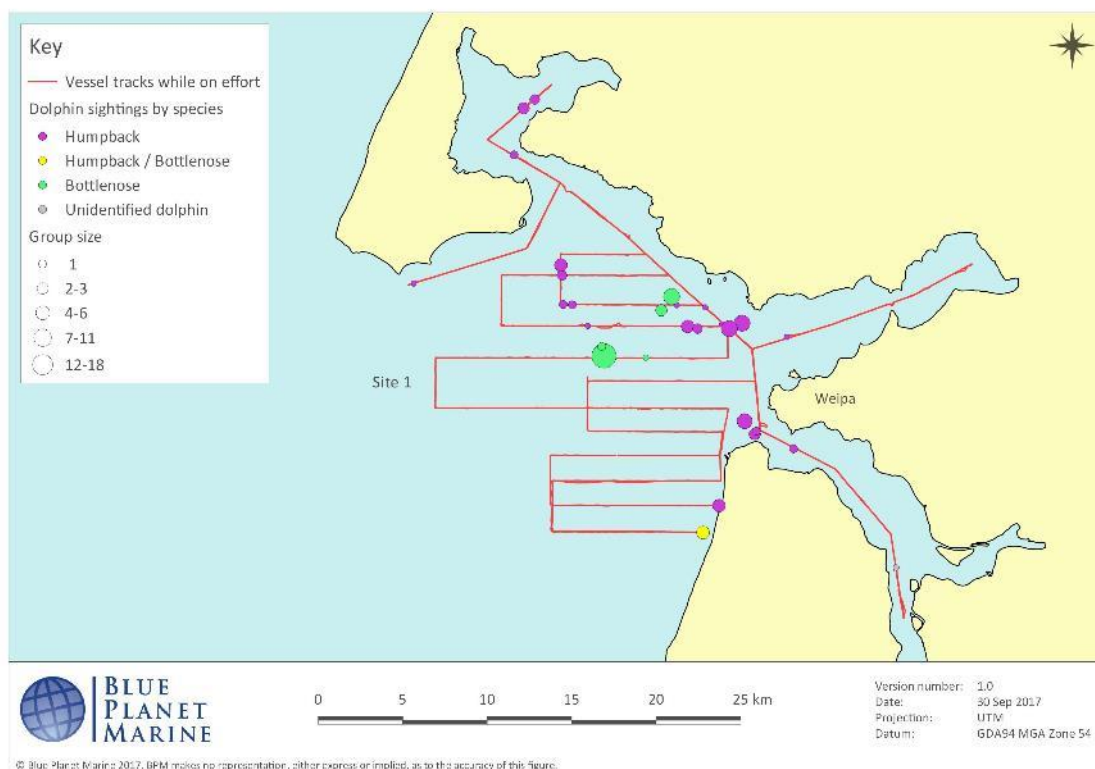 Key
Vessel tracks while on effort
Dolphin sightings by species
Humpback
Humpback / Bottlenose
Bottlenose
Unidentified dolphin
Group size
1
2-3
4-6
7-11
12-18
Site 1
Weipa
BLUE
PLANET
MARINE
0 5 10 15 20 25 km
Version number: 1.0
Date: 30 Sep 2017
Projection: UTM
Datum: GDA94 MGA Zone 54
© Blue Planet Marine 2017. BPM makes no representation, either express or implied, as to the accuracy of this figure.